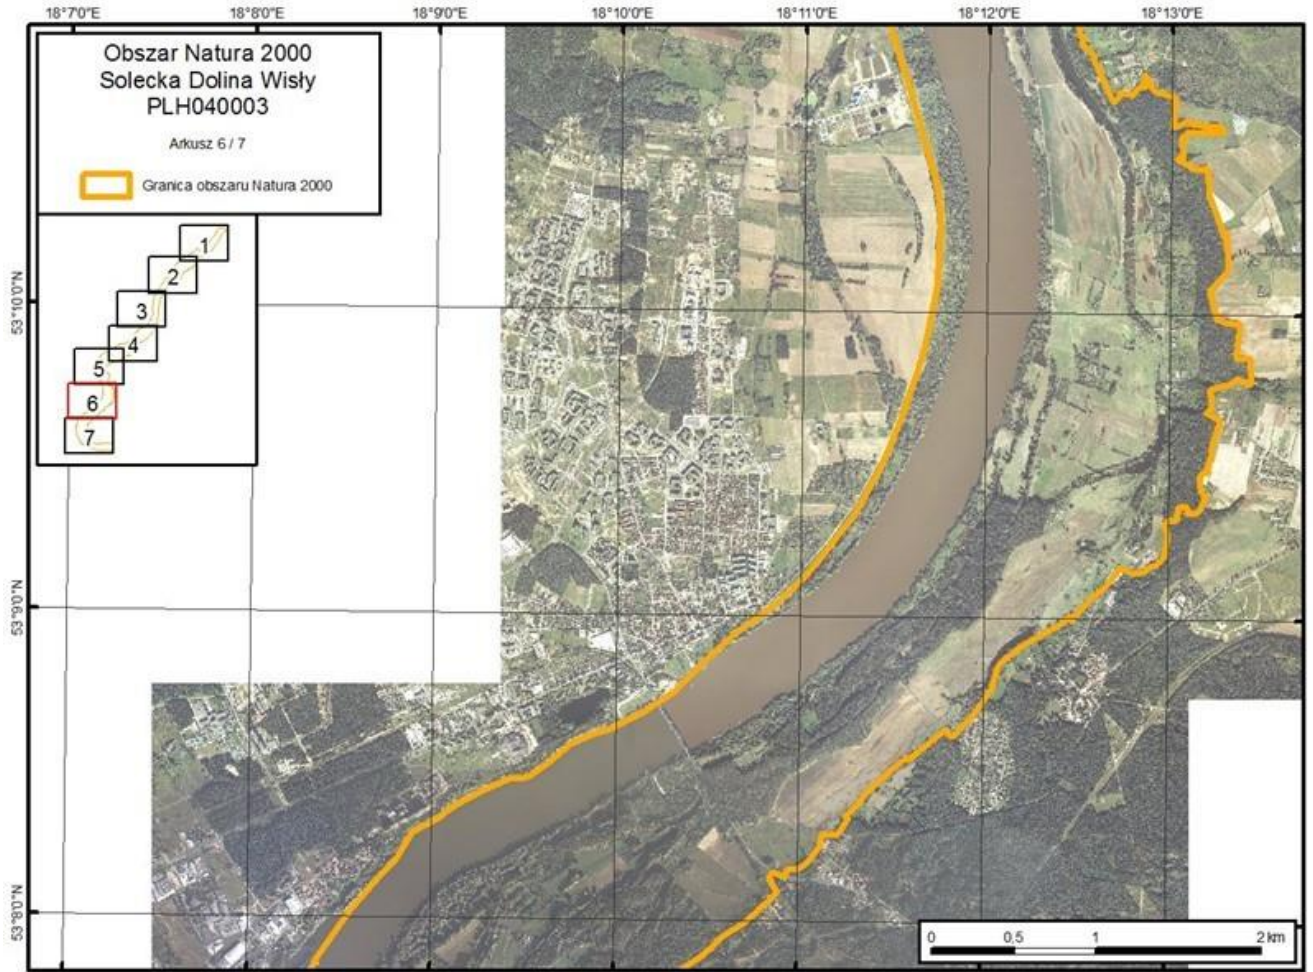 18°7'0"E 18°8'0"E 18°9'0"E 18°10'0"E 18°11'0"E 18°12'0"E 18°13'0"E
Obszar Natura 2000
Solecka Dolina Wisły
PLH040003
Arkusz 6 / 7
Granica obszaru Natura 2000
1
2
3
4
5
6
7
53°10'0"N
53°9'0"N
53°8'0"N
0 0,5 1 2 km